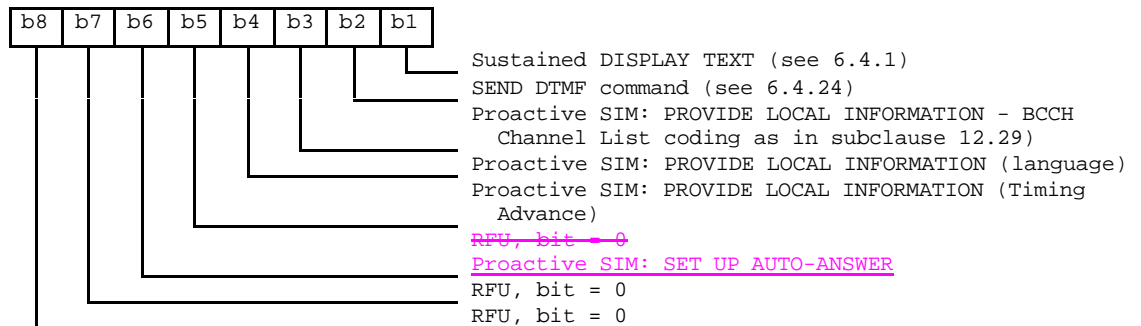 b8 b7 b6 b5 b4 b3 b2 b1
Sustained DISPLAY TEXT (see 6.4.1)
SEND DTMF command (see 6.4.24)
Proactive SIM: PROVIDE LOCAL INFORMATION - BCCH
Channel List coding as in subclause 12.29)
Proactive SIM: PROVIDE LOCAL INFORMATION (language)
Proactive SIM: PROVIDE LOCAL INFORMATION (Timing
Advance)
RFU, bit = 0
Proactive SIM: SET UP AUTO-ANSWER
RFU, bit = 0
RFU, bit = 0